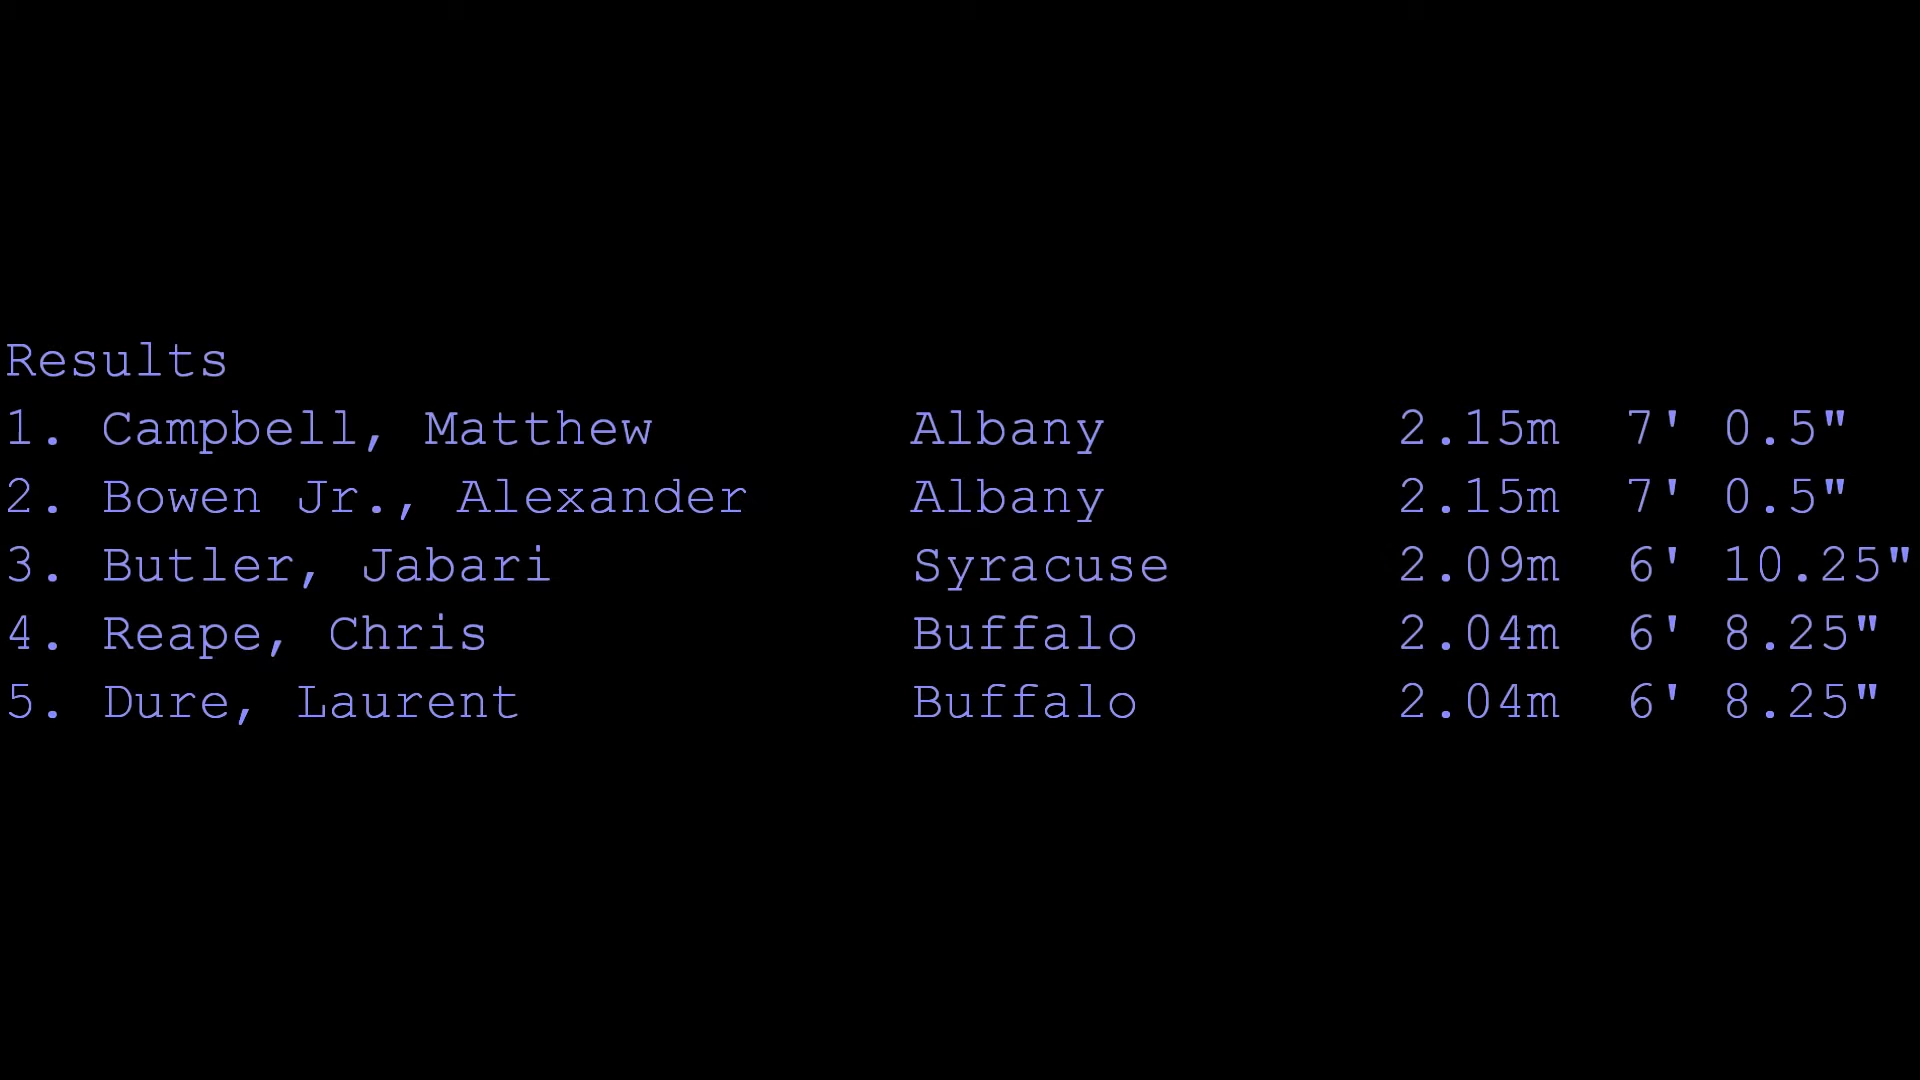 Results
1. Campbell, Matthew Albany 2.15m 7' 0.5"
2. Bowen Jr., Alexander Albany 2.15m 7' 0.5"
3. Butler, Jabari Syracuse 2.09m 6' 10.25"
4. Reape, Chris Buffalo 2.04m 6' 8.25"
5. Dure, Laurent Buffalo 2.04m 6' 8.25"